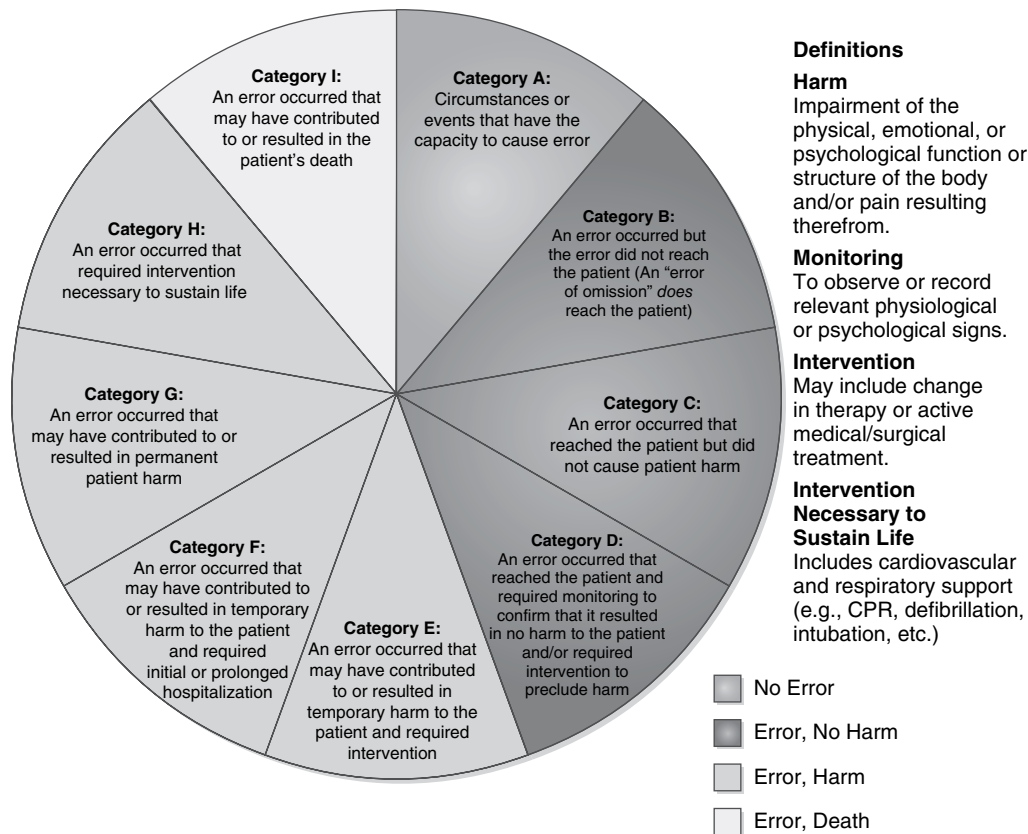 Category A:
Circumstances or
events that have the
capacity to cause error
Category B:
An error occurred but
the error did not reach
the patient (An “error
of omission” does
reach the patient)
Category C:
An error occurred that
reached the patient but did
not cause patient harm
Category D:
An error occurred that
reached the patient and
required monitoring to
confirm that it resulted
in no harm to the patient
and/or required
intervention to
preclude harm
Category E:
An error occurred that
may have contributed
to or resulted in
temporary harm to the
patient and required
intervention
Category F:
An error occurred that
may have contributed to
or resulted in temporary
harm to the patient
and required
initial or prolonged
hospitalization
Category G:
An error occurred that
may have contributed to or
resulted in permanent
patient harm
Category H:
An error occurred that
required intervention
necessary to sustain life
Category I:
An error occurred that
may have contributed
to or resulted in the
patient’s death
Definitions
Harm
Impairment of the
physical, emotional, or
psychological function or
structure of the body
and/or pain resulting
therefrom.
Monitoring
To observe or record
relevant physiological
or psychological signs.
Intervention
May include change
in therapy or active
medical/surgical
treatment.
Intervention
Necessary to
Sustain Life
Includes cardiovascular
and respiratory support
(e.g., CPR, defibrillation,
intubation, etc.)
No Error
Error, No Harm
Error, Harm
Error, Death